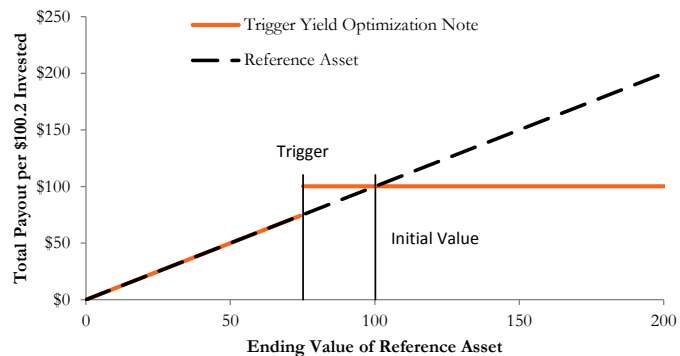 $250
Trigger Yield Optimization Note
Reference Asset
$200
$150
Trigger
$100
Initial Value
$50
$0
0
50
100
150
200
Total Payout per $100.2 Invested
Ending Value of Reference Asset